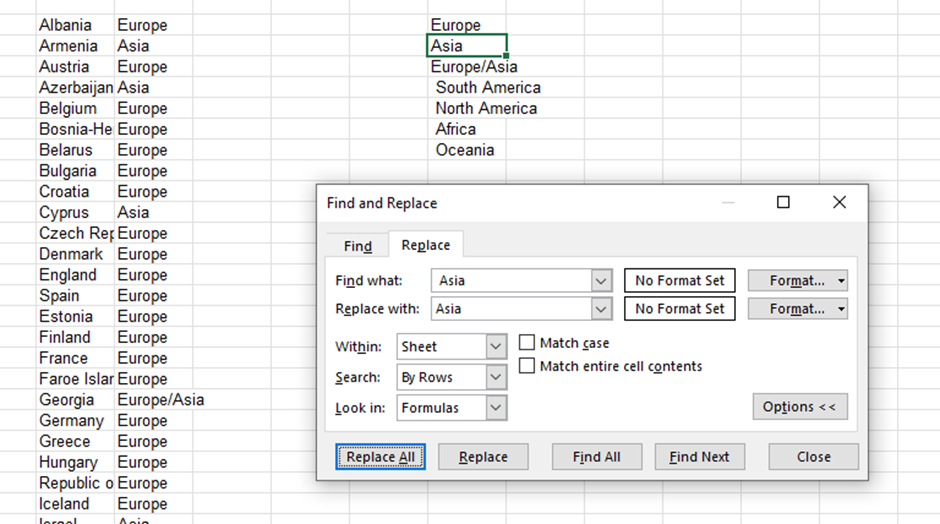 Albania Europe Europe
Armenia Asia Asia
Austria Europe Europe/Asia
Azerbaijan Asia South America
Belgium Europe North America
Bosnia-He Europe Africa
Belarus Europe Oceania
Bulgaria Europe
Croatia Europe
Cyprus Asia
Czech Rep Europe
Denmark Europe
England Europe
Spain Europe
Estonia Europe
Finland Europe
France Europe
Faroe Islan Europe
Georgia Europe/Asia
Germany Europe
Greece Europe
Hungary Europe
Republic o Europe
Iceland Europe
Israel Asia
Find and Replace
Find Replace
Find what: Asia No Format Set Format...
Replace with: Asia No Format Set Format...
Within: Sheet Match case
Search: By Rows Match entire cell contents
Look in: Formulas Options <<
Replace All Replace Find All Find Next Close